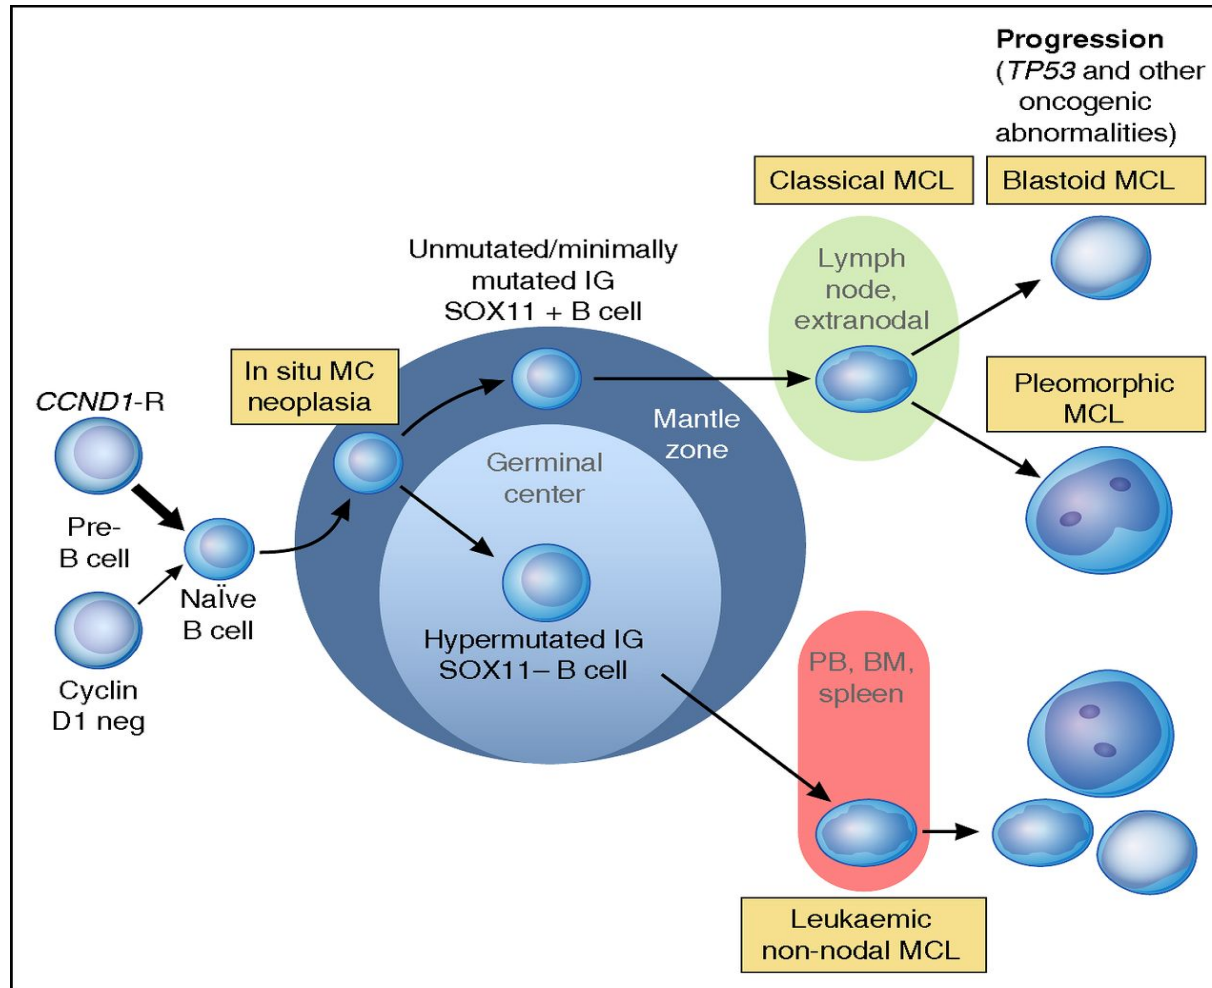 Progression
(TP53 and other
oncogenic
abnormalities)
Classical MCL
Blastoid MCL
Unmutated/minimally
mutated IG
SOX11 + B cell
Lymph
node,
extranodal
In situ MC
neoplasia
CCND1-R
Pleomorphic
MCL
Mantle
zone
Germinal
center
Pre-
B cell
Naïve
B cell
Hypermutated IG
SOX11– B cell
Cyclin
D1 neg
PB, BM,
spleen
Leukaemic
non-nodal MCL